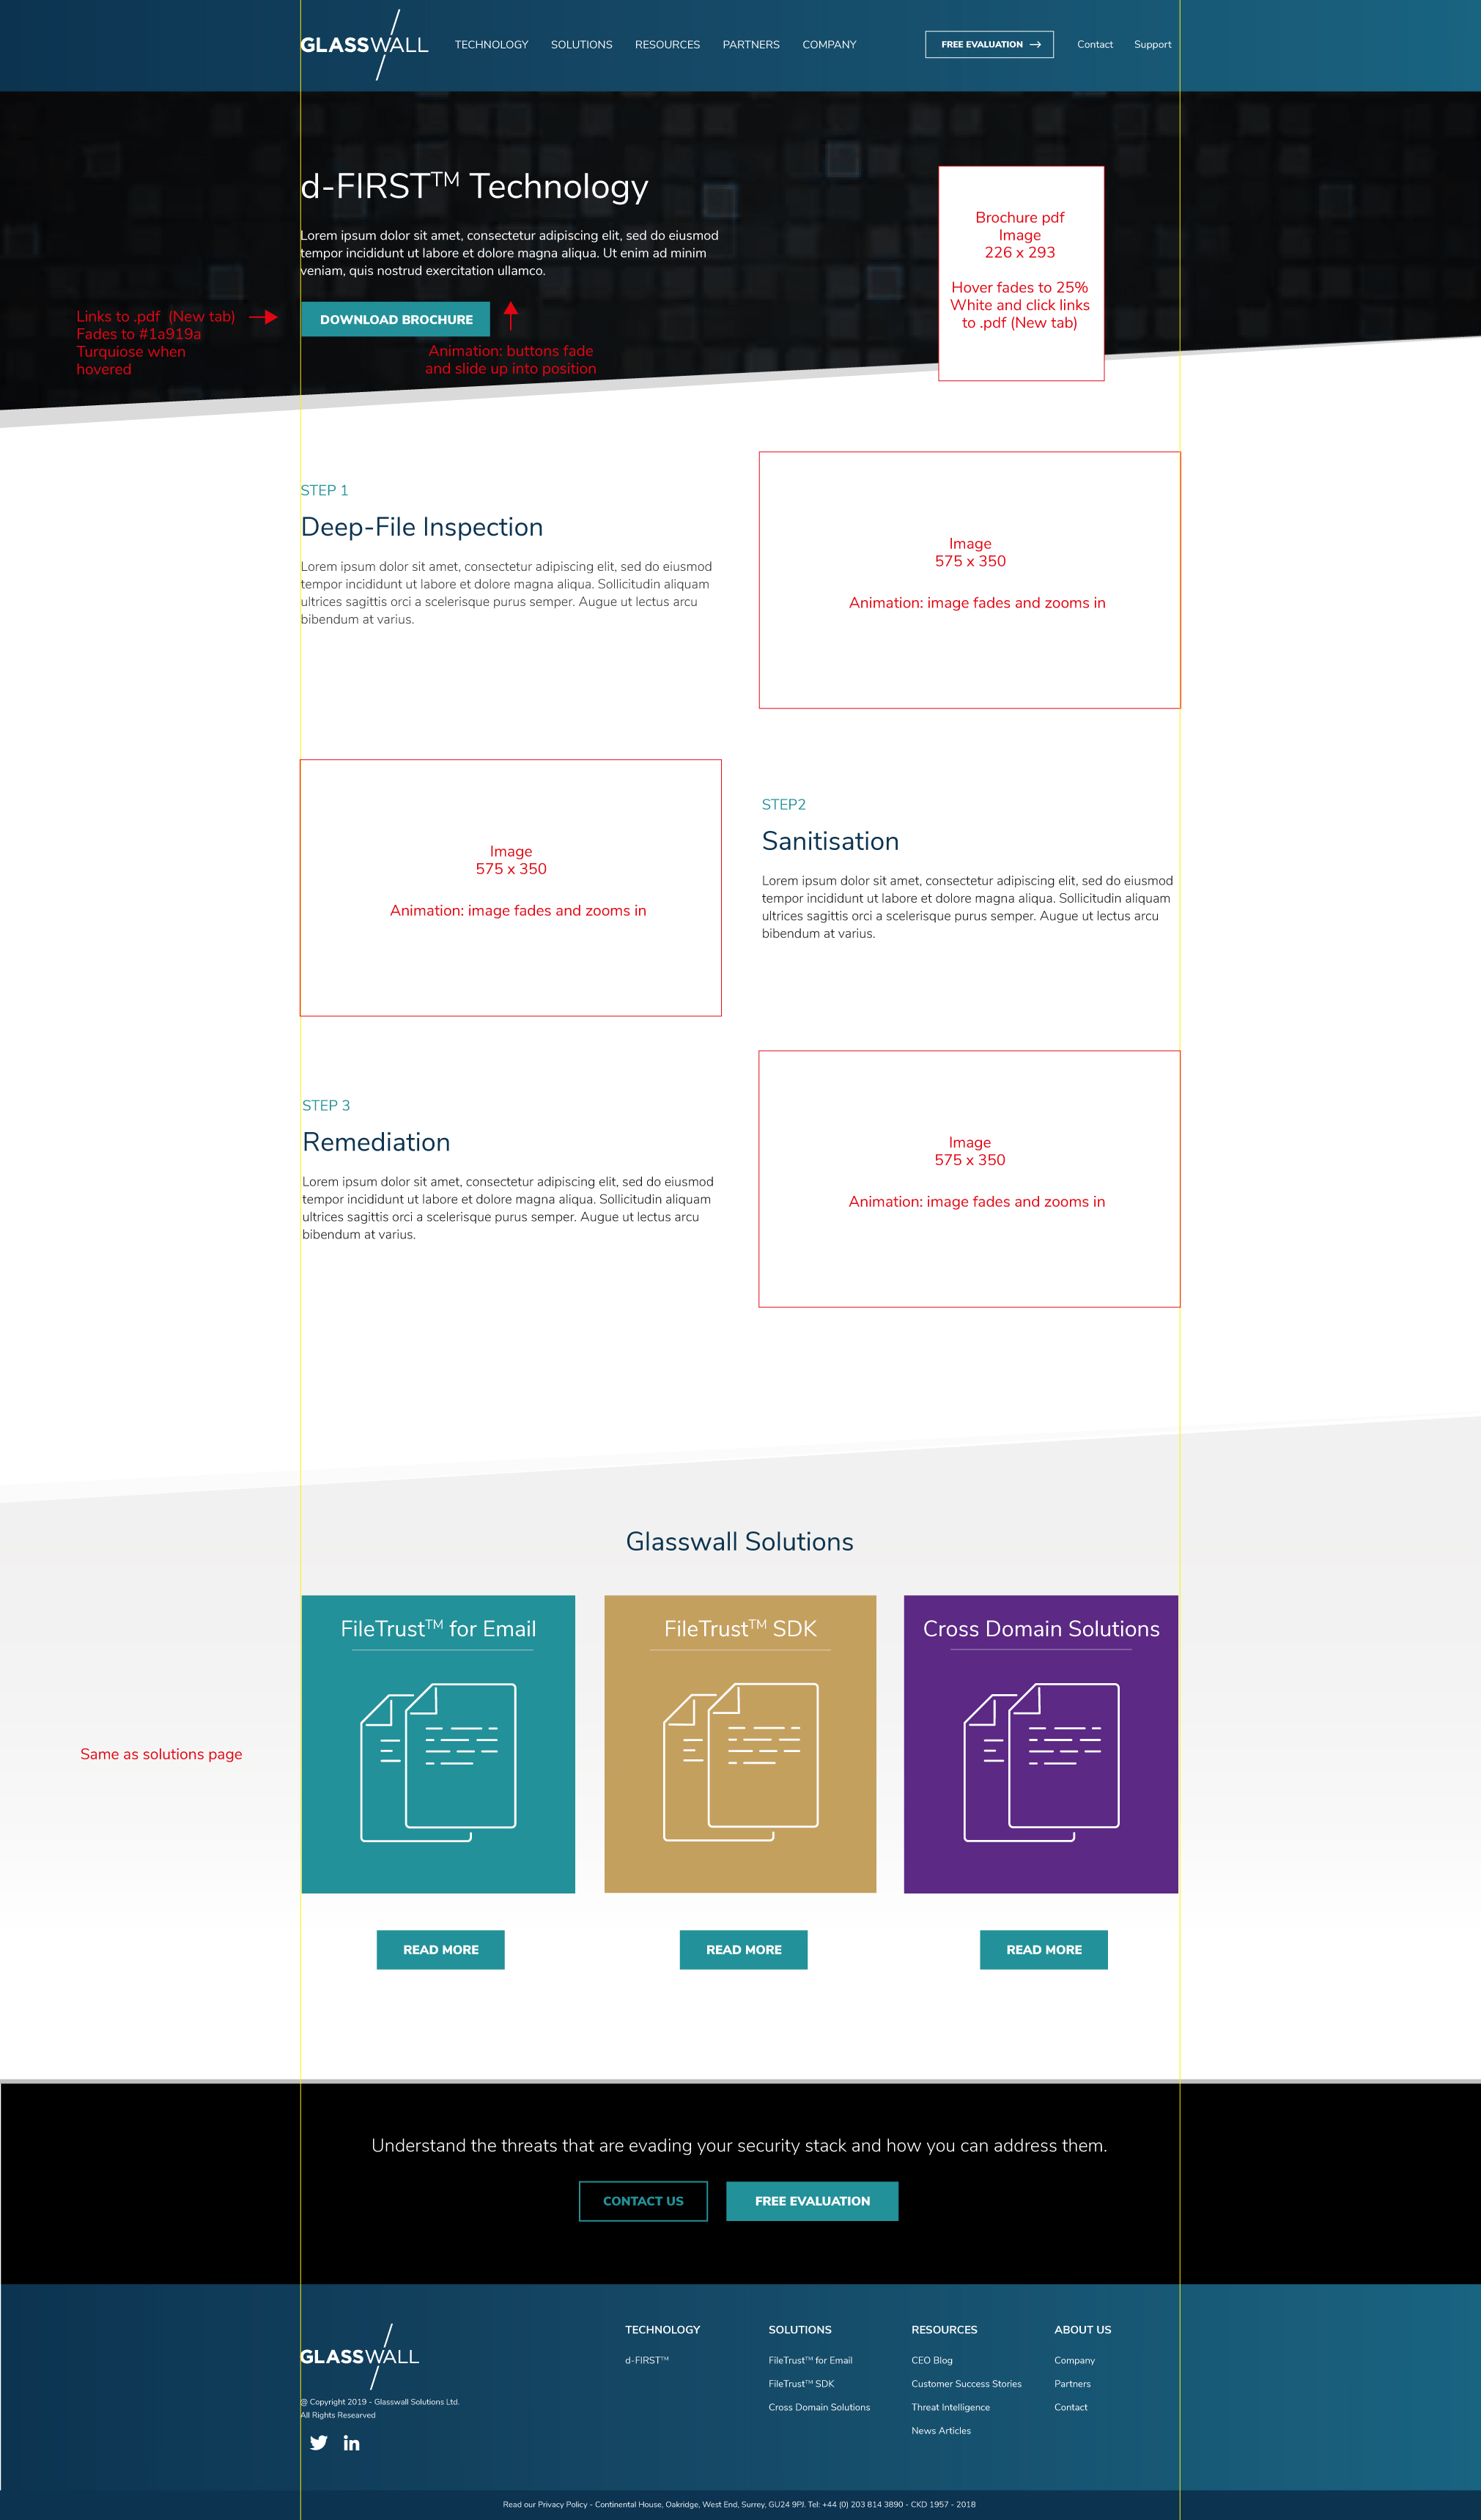 GLASSWALL
TECHNOLOGY SOLUTIONS RESOURCES PARTNERS COMPANY
FREE EVALUATION
Contact Support
d-FIRST™ Technology
Lorem ipsum dolor sit amet, consectetur adipiscing elit, sed do eiusmod
tempor incididunt ut labore et dolore magna aliqua. Ut enim ad minim
veniam, quis nostrud exercitation ullamco.
Brochure pdf
Image
226 x 293
Hover fades to 25%
White and click links
to .pdf (New tab)
Links to .pdf (New tab)
Fades to #1a919a
Turquiose when
hovered
DOWNLOAD BROCHURE
Animation: buttons fade
and slide up into position
STEP 1
Deep-File Inspection
Lorem ipsum dolor sit amet, consectetur adipiscing elit, sed do eiusmod
tempor incididunt ut labore et dolore magna aliqua. Sollicitudin aliquam
ultrices sagittis orci a scelerisque purus semper. Augue ut lectus arcu
bibendum at varius.
Image
575 x 350
Animation: image fades and zooms in
Image
575 x 350
Animation: image fades and zooms in
STEP2
Sanitisation
Lorem ipsum dolor sit amet, consectetur adipiscing elit, sed do eiusmod
tempor incididunt ut labore et dolore magna aliqua. Sollicitudin aliquam
ultrices sagittis orci a scelerisque purus semper. Augue ut lectus arcu
bibendum at varius.
STEP 3
Remediation
Lorem ipsum dolor sit amet, consectetur adipiscing elit, sed do eiusmod
tempor incididunt ut labore et dolore magna aliqua. Sollicitudin aliquam
ultrices sagittis orci a scelerisque purus semper. Augue ut lectus arcu
bibendum at varius.
Image
575 x 350
Animation: image fades and zooms in
Glasswall Solutions
FileTrust™ for Email
FileTrust™ SDK
Cross Domain Solutions
Same as solutions page
READ MORE
READ MORE
READ MORE
Understand the threats that are evading your security stack and how you can address them.
CONTACT US
FREE EVALUATION
GLASSWALL
@ Copyright 2019 - Glasswall Solutions Ltd.
All Rights Researved
in
TECHNOLOGY
d-FIRST™
SOLUTIONS
FileTrust™ for Email
FileTrust™ SDK
Cross Domain Solutions
RESOURCES
CEO Blog
Customer Success Stories
Threat Intelligence
News Articles
ABOUT US
Company
Partners
Contact
Read our Privacy Policy - Continental House, Oakridge, West End, Surrey, GU24 9PJ. Tel: +44 (0) 203 814 3890 - CKD 1957 - 2018